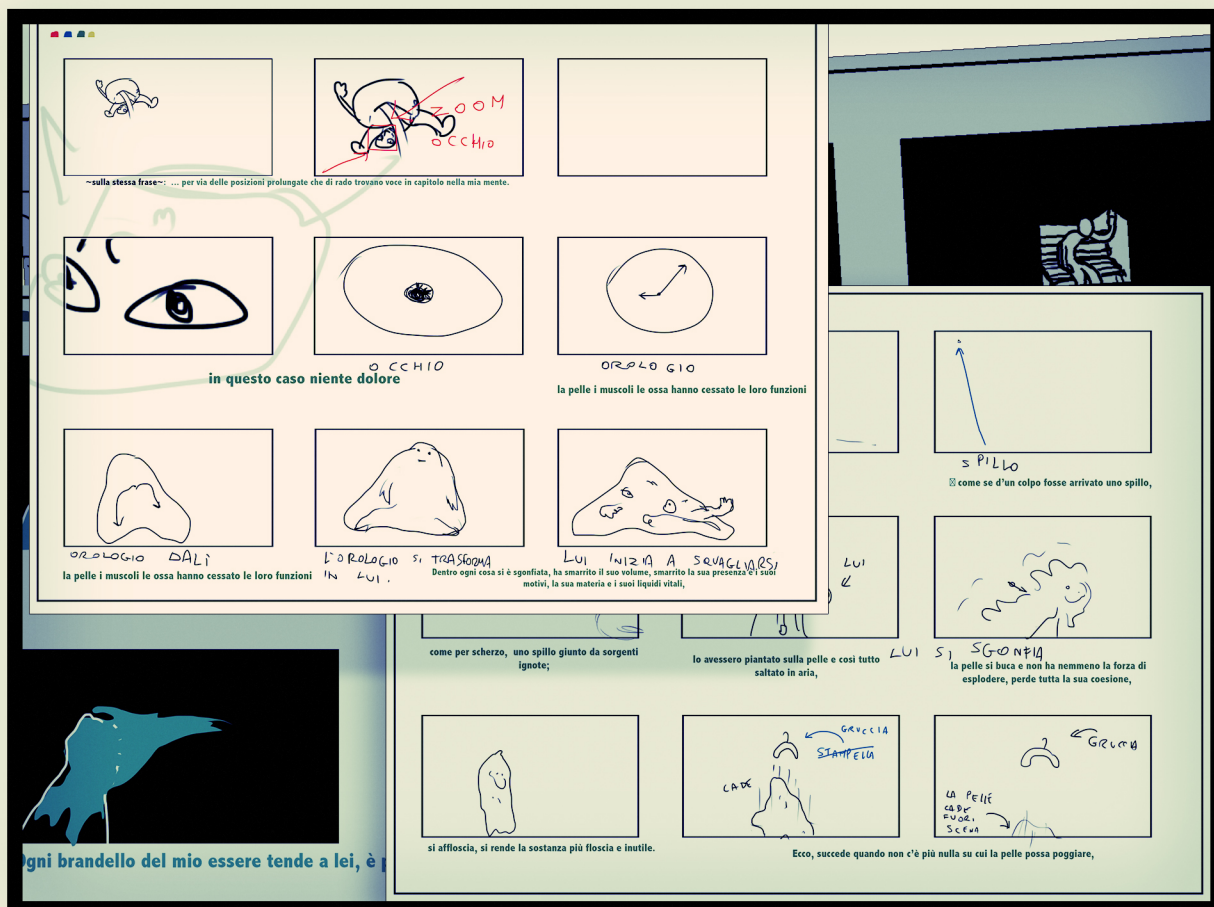 ZOOM
OCCHIO
~sulla stessa frase~: ... per via delle posizioni prolungate che di rado trovano voce in capitolo nella mia mente.
OCCHIO
OROLOGIO
in questo caso niente dolore
la pelle i muscoli le ossa hanno cessato le loro funzioni
OROLOGIO DALÌ
L'OROLOGIO SI TRASFORMA
IN LUI.
LUI INIZIA A SQUAGLIARSI
la pelle i muscoli le ossa hanno cessato le loro funzioni
Dentro ogni cosa si è sgonfiata, ha smarrito il suo volume, smarrito la sua presenza e i suoi
motivi, la sua materia e i suoi liquidi vitali,
SPILLO
come se d'un colpo fosse arrivato uno spillo,
LUI
come per scherzo, uno spillo giunto da sorgenti
ignote;
lo avessero piantato sulla pelle e così tutto
saltato in aria,
LUI SI SGONFIA
la pelle si buca e non ha nemmeno la forza di
esplodere, perde tutta la sua coesione,
GRUCCIA
STAMPELLA
CADE
GRUCCIA
LA PELLE
CADE
FUORI
SCENA
si affloscia, si rende la sostanza più floscia e inutile.
Ecco, succede quando non c'è più nulla su cui la pelle possa poggiare,
gni brandello del mio essere tende a lei, è